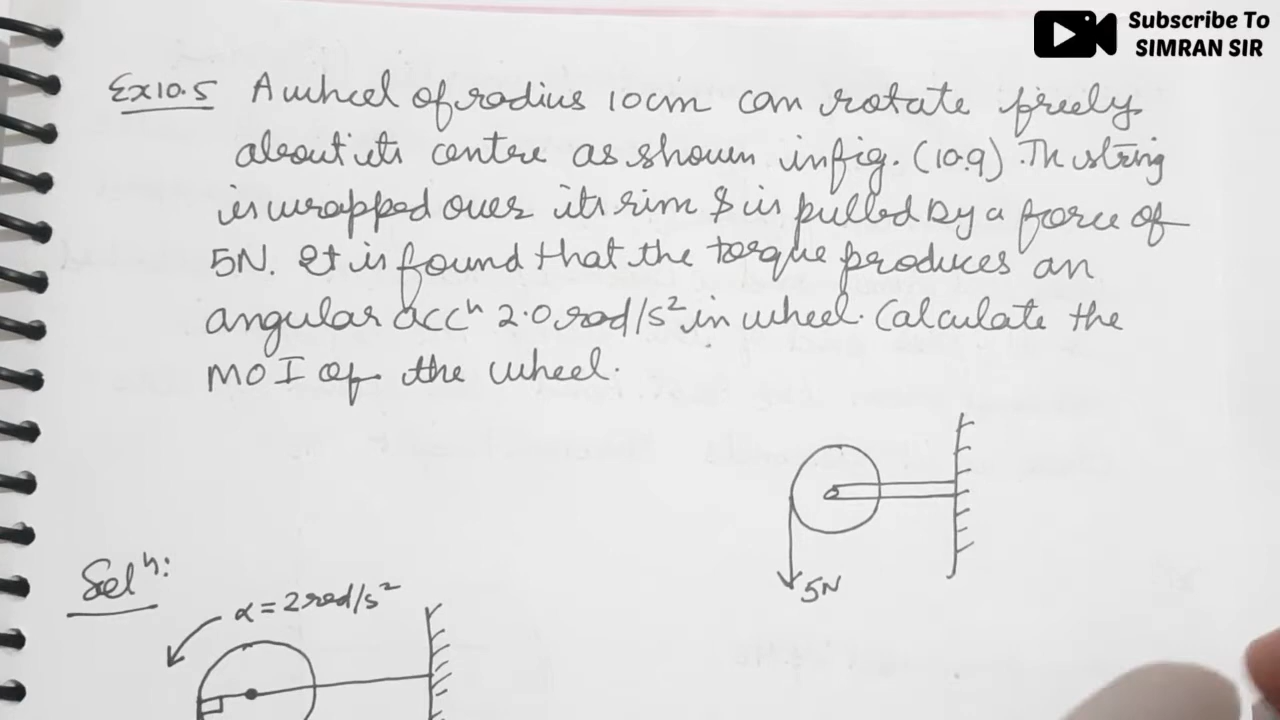 Subscribe To
SIMRAN SIR
Ex10.5 A wheel of radius 10cm can rotate freely
about its centre as shown in fig. (10.9). Th string
is wrapped over its rim & is pulled by a force of
5N. It is found that the torque produces an
angular accⁿ 2.0 rad/s² in wheel. Calculate the
MOI of the wheel.
5N
Solⁿ:
α = 2rad/s²